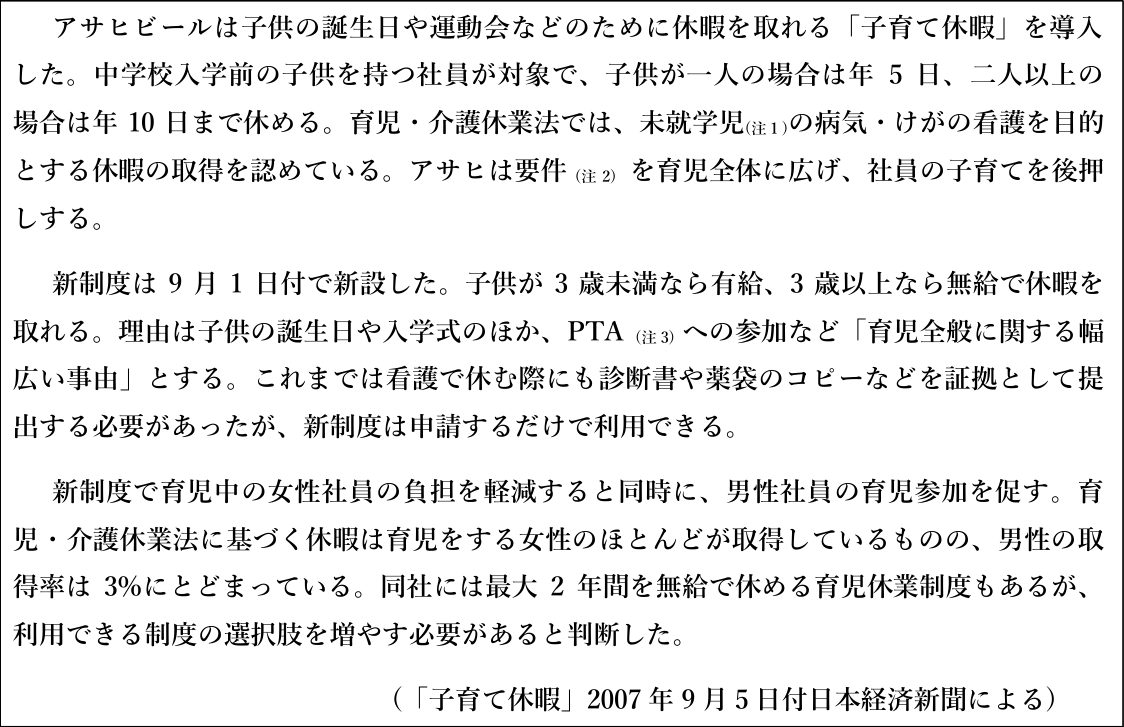 アサヒビールは子供の誕生日や運動会などのために休暇を取れる「子育て休暇」を導入
した。中学校入学前の子供を持つ社員が対象で、子供が一人の場合は年 5 日、二人以上の
場合は年 10 日まで休める。育児・介護休業法では、未就学児(注1)の病気・けがの看護を目的
とする休暇の取得を認めている。アサヒは要件 (注 2) を育児全体に広げ、社員の子育てを後押
しする。
新制度は 9 月 1 日付で新設した。子供が 3 歳未満なら有給、3 歳以上なら無給で休暇を
取れる。理由は子供の誕生日や入学式のほか、PTA (注3) への参加など「育児全般に関する幅
広い事由」とする。これまでは看護で休む際にも診断書や薬袋のコピーなどを証拠として提
出する必要があったが、新制度は申請するだけで利用できる。
新制度で育児中の女性社員の負担を軽減すると同時に、男性社員の育児参加を促す。育
児・介護休業法に基づく休暇は育児をする女性のほとんどが取得しているものの、男性の取
得率は 3%にとどまっている。同社には最大 2 年間を無給で休める育児休業制度もあるが、
利用できる制度の選択肢を増やす必要があると判断した。
（「子育て休暇」2007 年 9 月 5 日付日本経済新聞による）